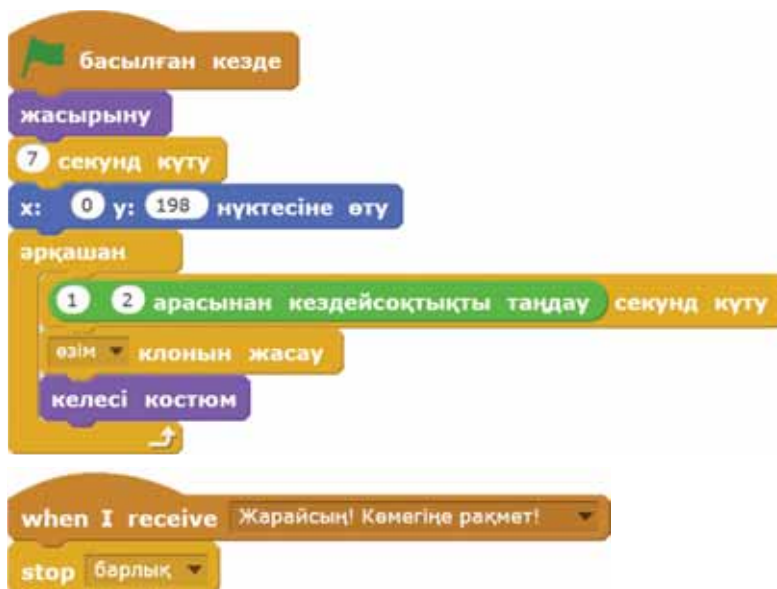 басылған кезде
жасырыну
7 секунд күту
x: 0 y: 198 нүктесіне өту
әрқашан
1 2 арасынан кездейсоқтықты таңдау секунд күту
өзім клонын жасау
келесі костюм
when I receive Жарайсың! Көмегіңе рақмет!
stop барлық